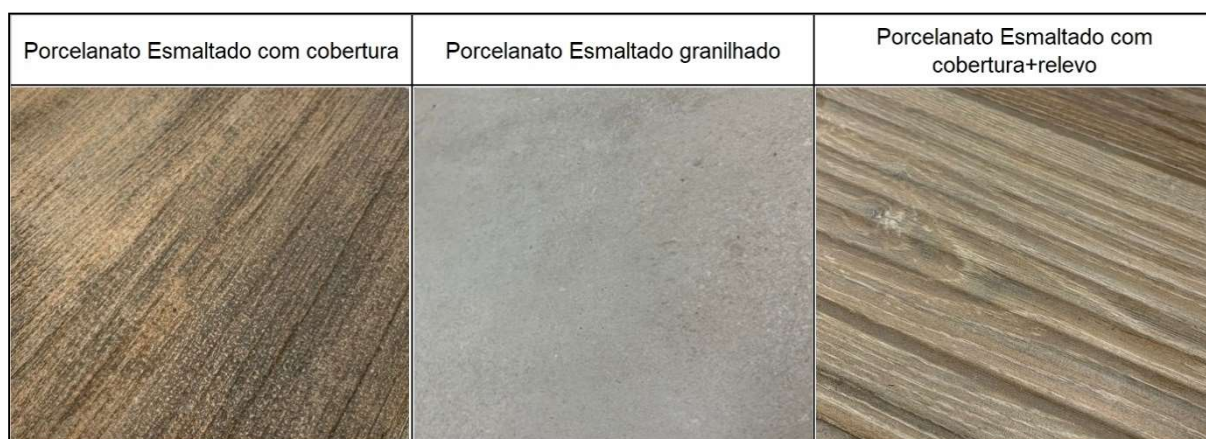 Porcelanato Esmaltado com cobertura
Porcelanato Esmaltado granilhado
Porcelanato Esmaltado com
cobertura+relevo